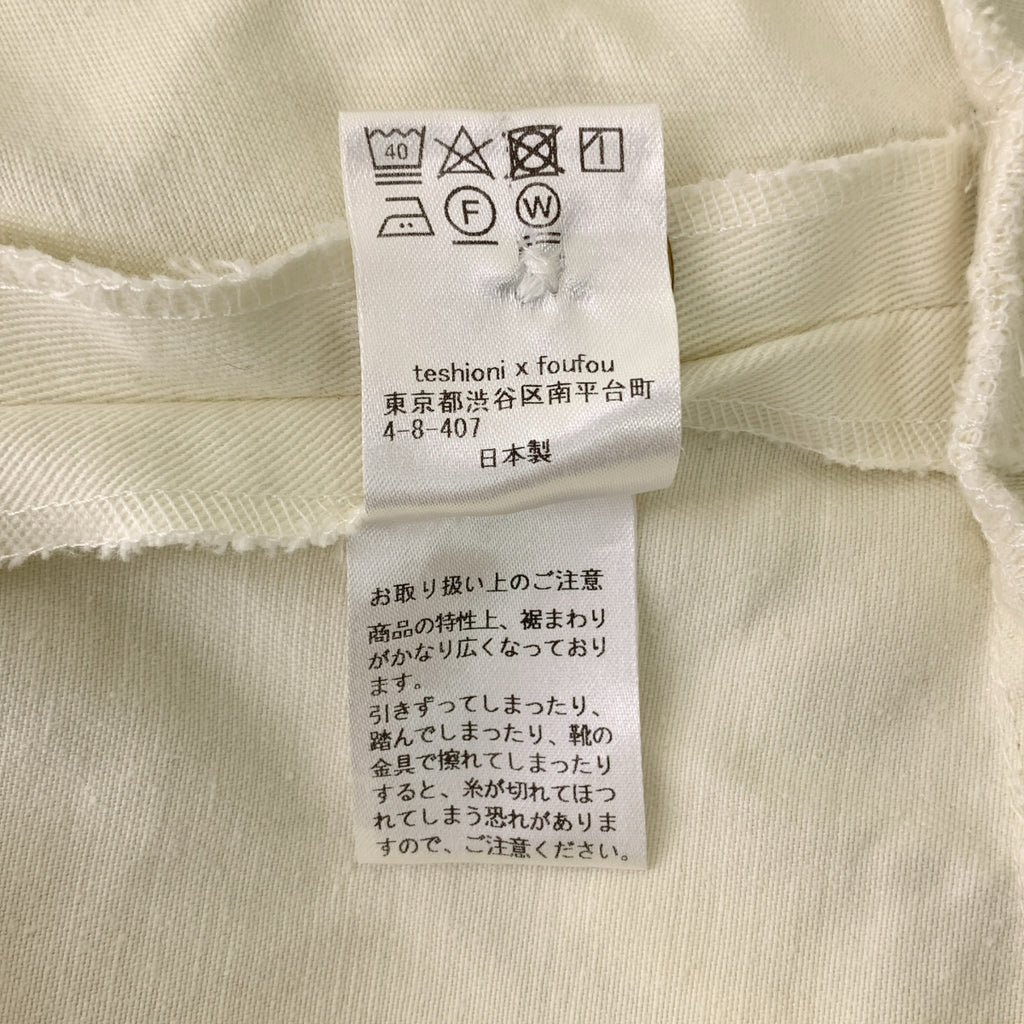 40
F
W
teshioni x foufou
東京都渋谷区南平台町
4-8-407
日本製
お取り扱い上のご注意
商品の特性上、裾まわり
がかなり広くなっており
ます。
引きずってしまったり、
踏んでしまったり、靴の
金具で擦れてしまったり
すると、糸が切れてほつ
れてしまう恐れがありま
すので、ご注意ください。